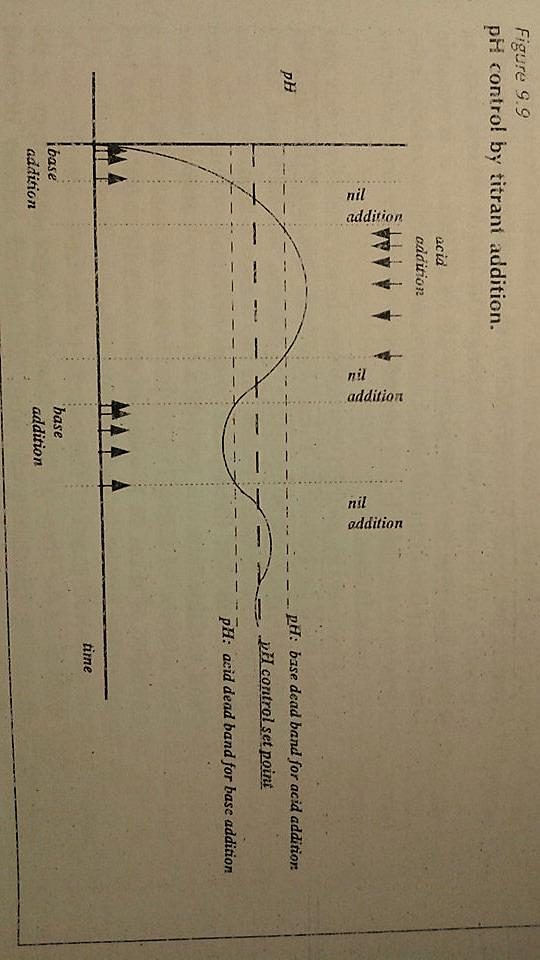 Figure 9.9
pH control by titrant addition.
acid
addition
nil
addition
nil
addition
nil
addition
pH
pH: base dead band for acid addition
pH control set point
pH: acid dead band for base addition
time
base
addition
base
addition